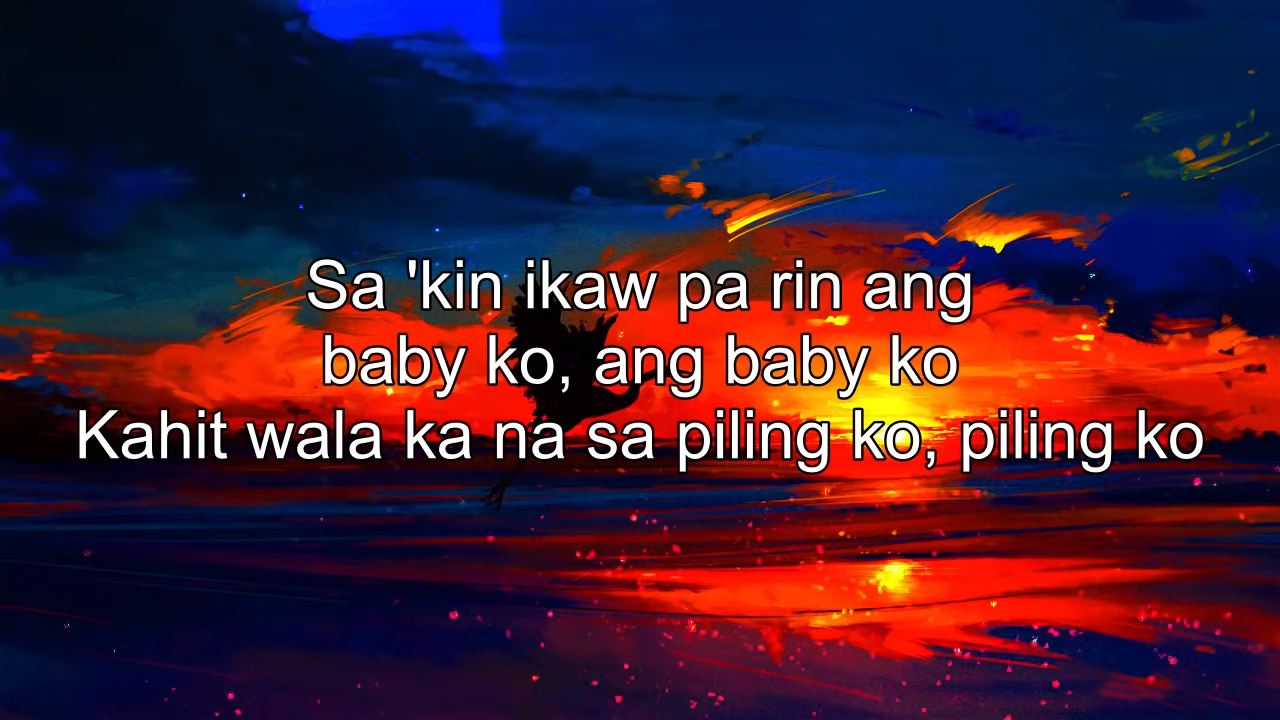 Sa 'kin ikaw pa rin ang
baby ko, ang baby ko
Kahit wala ka na sa piling ko, piling ko